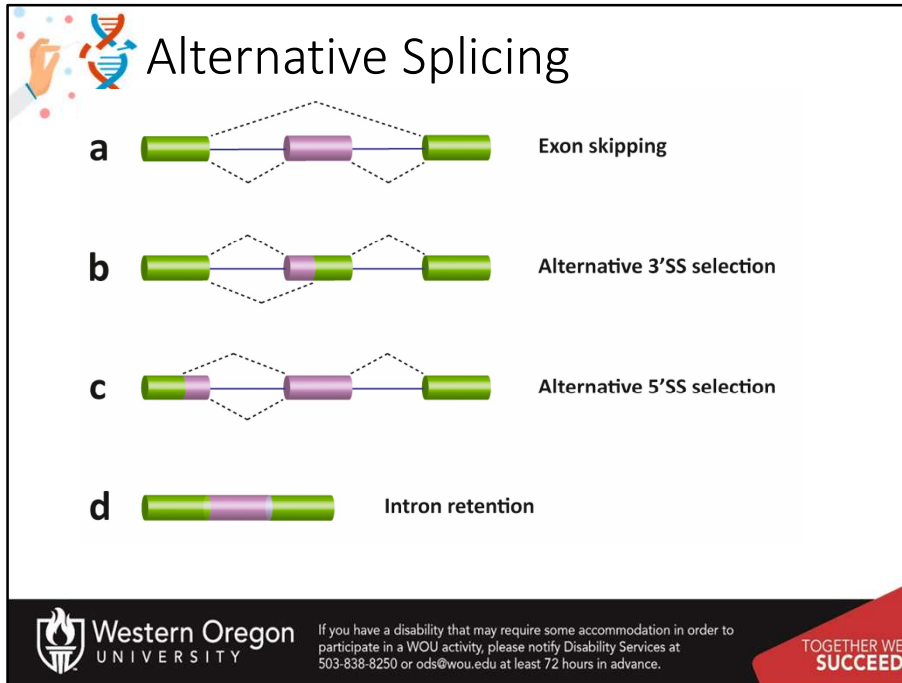 Alternative Splicing
a
Exon skipping
b
Alternative 3'SS selection
c
Alternative 5'SS selection
d
Intron retention
Western Oregon
UNIVERSITY
If you have a disability that may require some accommodation in order to
participate in a WOU activity, please notify Disability Services at
503-838-8250 or ods@wou.edu at least 72 hours in advance.
TOGETHER WE
SUCCEED